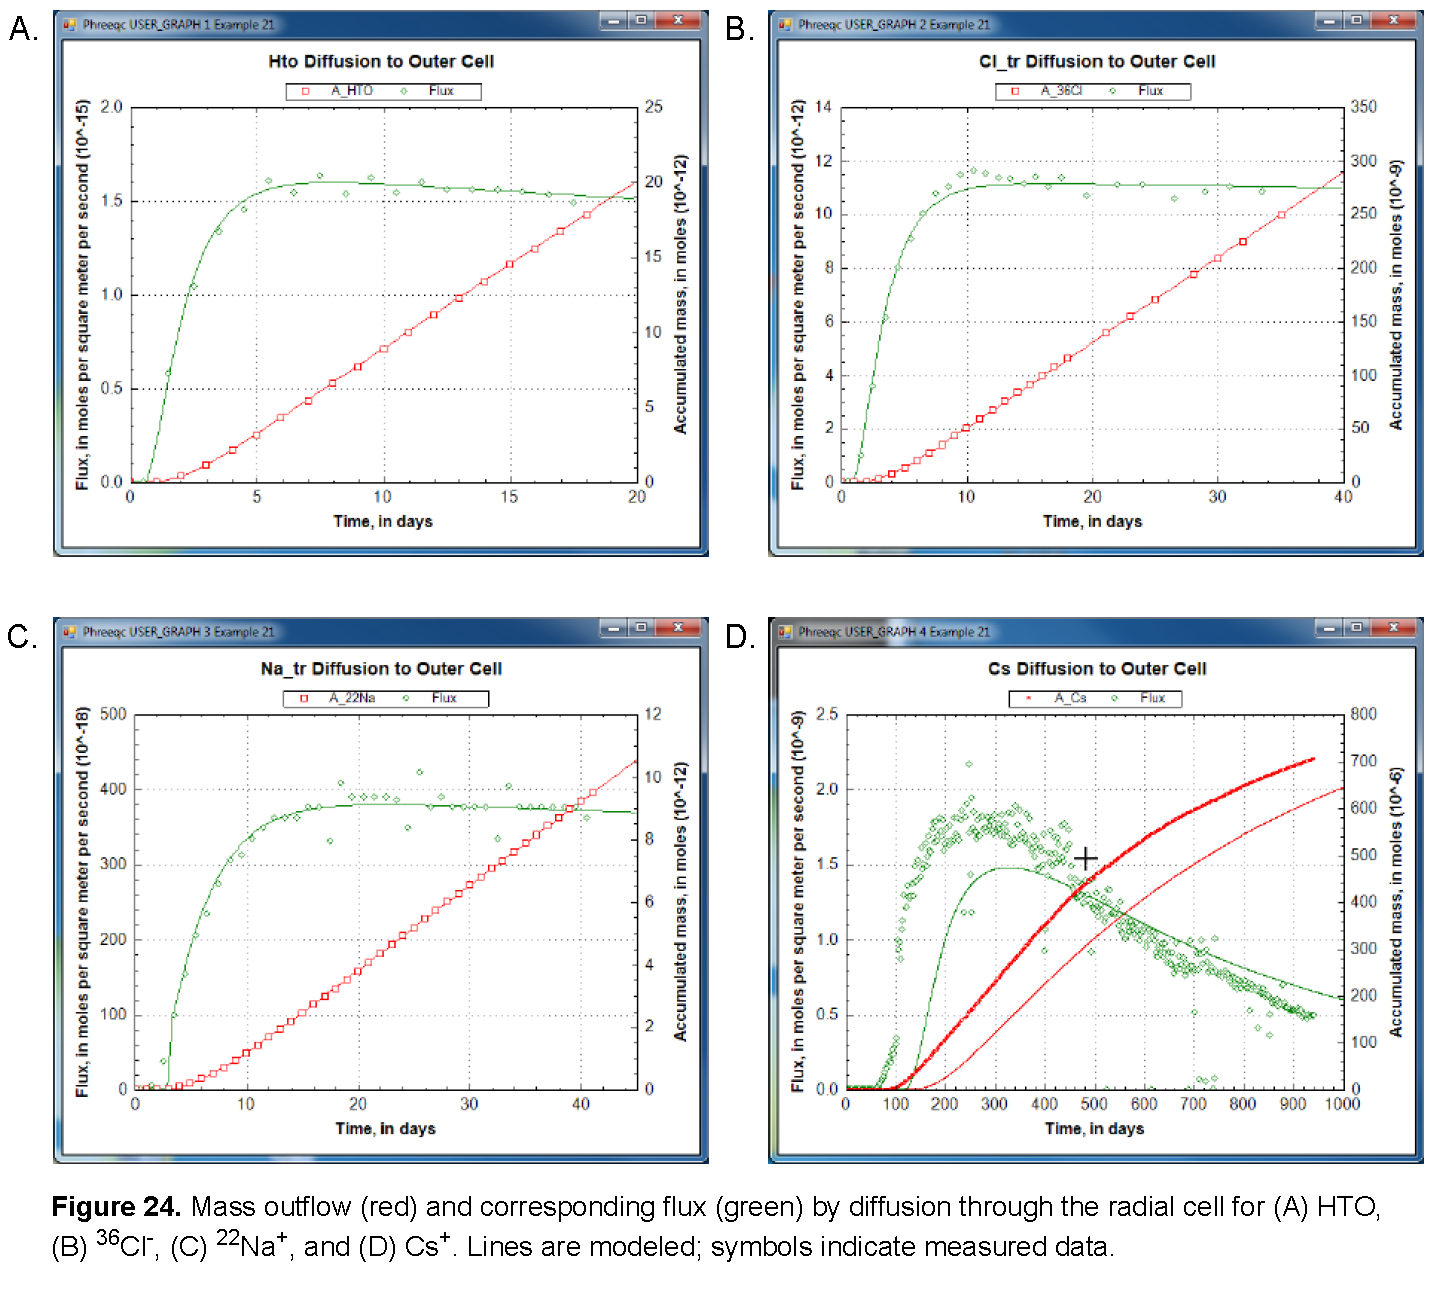 A.
Phreeqc USER_GRAPH 1 Example 21
Hto Diffusion to Outer Cell
A_HTO Flux
Flux, in moles per square meter per second (10^-15)
2.0
1.5
1.0
0.5
0.0
25
20
15
10
5
0
Accumulated mass, in moles (10^-12)
0 5 10 15 20
Time, in days
B.
Phreeqc USER_GRAPH 2 Example 21
Cl_tr Diffusion to Outer Cell
A_36Cl Flux
Flux, in moles per square meter per second (10^-12)
14
12
10
8
6
4
2
0
350
300
250
200
150
100
50
0
Accumulated mass, in moles (10^-9)
0 10 20 30 40
Time, in days
C.
Phreeqc USER_GRAPH 3 Example 21
Na_tr Diffusion to Outer Cell
A_22Na Flux
Flux, in moles per square meter per second (10^-18)
500
400
300
200
100
0
12
10
8
6
4
2
0
Accumulated mass, in moles (10^-12)
0 10 20 30 40
Time, in days
D.
Phreeqc USER_GRAPH 4 Example 21
Cs Diffusion to Outer Cell
A_Cs Flux
Flux, in moles per square meter per second (10^-9)
2.5
2.0
1.5
1.0
0.5
0.0
800
700
600
500
400
300
200
100
0
Accumulated mass, in moles (10^-6)
0 100 200 300 400 500 600 700 800 900 1000
Time, in days
Figure 24. Mass outflow (red) and corresponding flux (green) by diffusion through the radial cell for (A) HTO,
(B) ³⁶Cl⁻, (C) ²²Na⁺, and (D) Cs⁺. Lines are modeled; symbols indicate measured data.